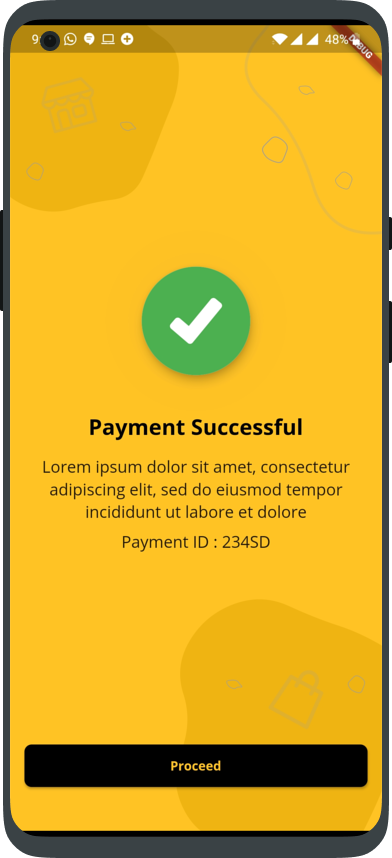 9
48%
DEBUG
Payment Successful
Lorem ipsum dolor sit amet, consectetur
adipiscing elit, sed do eiusmod tempor
incididunt ut labore et dolore
Payment ID : 234SD
Proceed